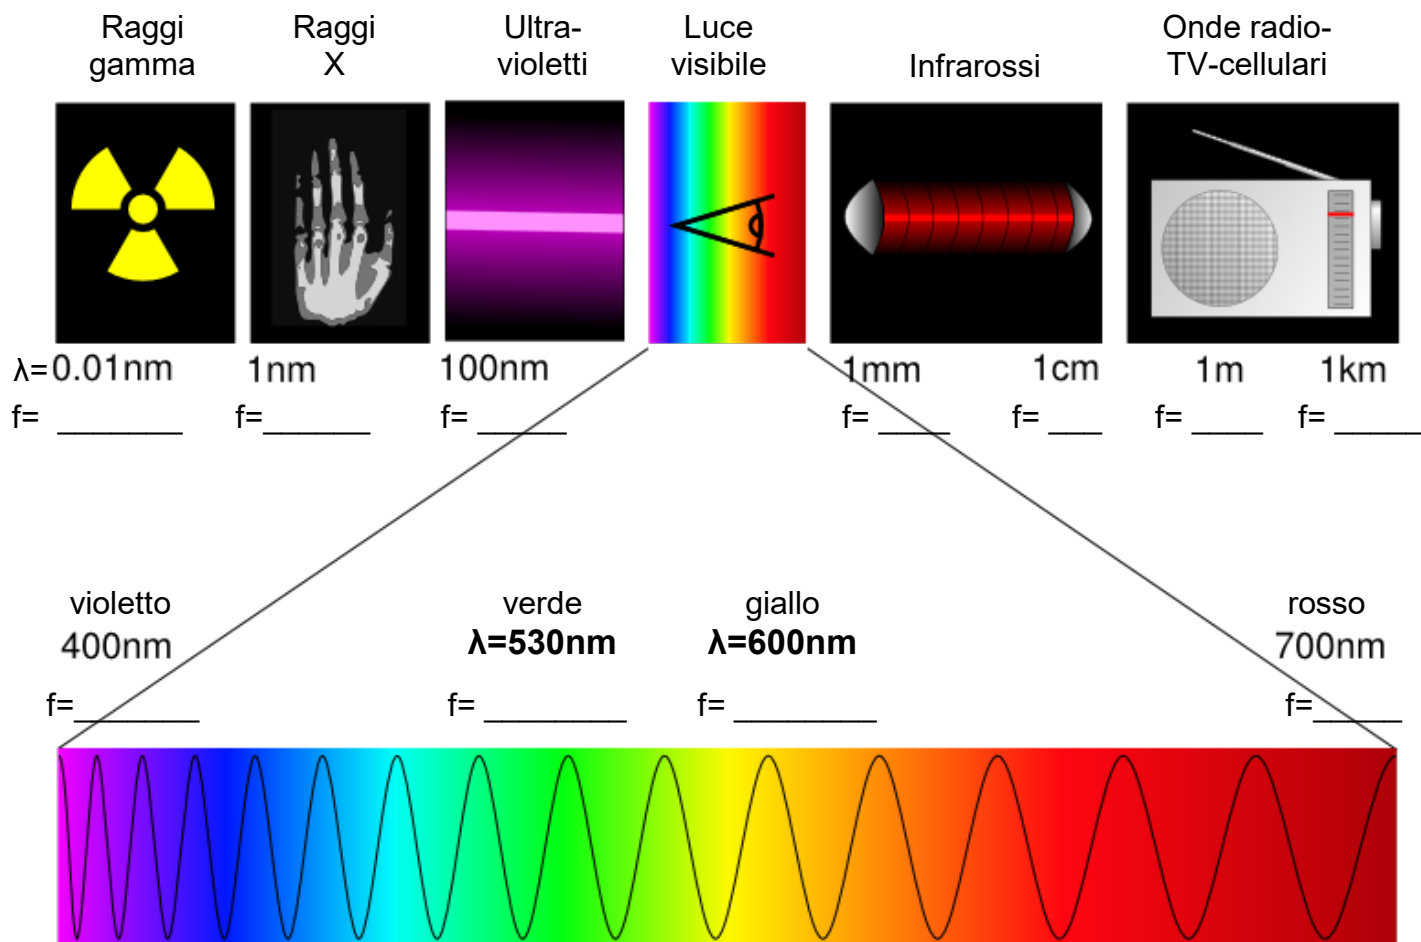 Raggi
gamma
Raggi
X
Ultra-
violetti
Luce
visibile
Infrarossi
Onde radio-
TV-cellulari
λ=0.01nm 1nm 100nm 1mm 1cm 1m 1km
f= _______ f=______ f= _____ f= ____ f= ___ f= ____ f= _____
violetto verde giallo rosso
400nm λ=530nm λ=600nm 700nm
f=_______ f= ________ f= ________ f=_____